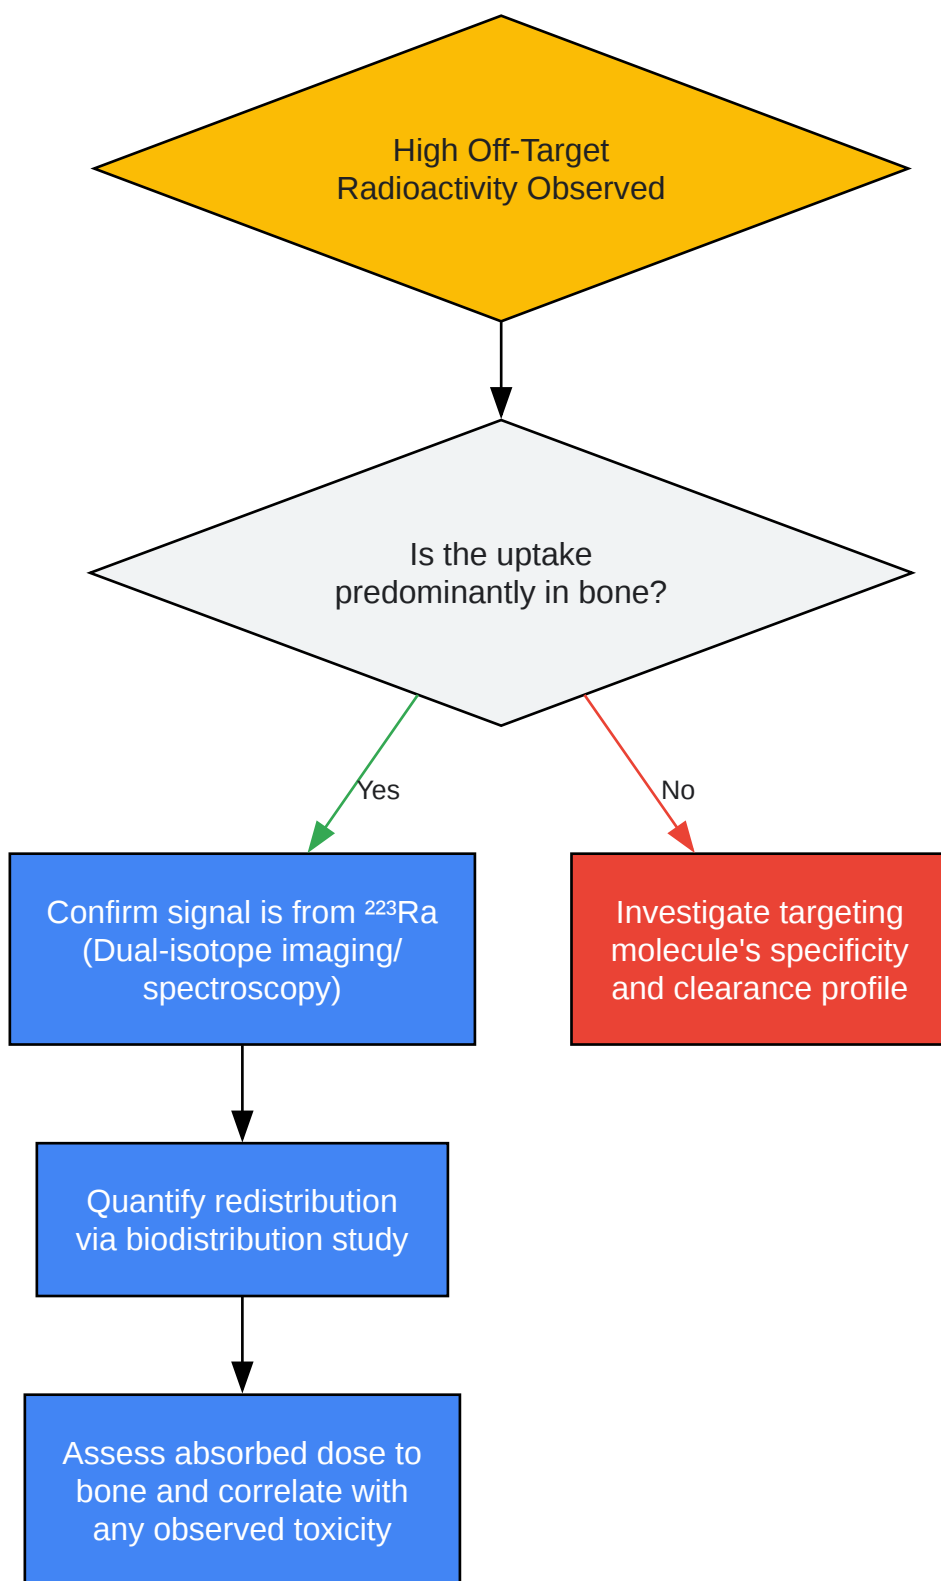 High Off-Target
Radioactivity Observed
Is the uptake
predominantly in bone?
Yes
No
Confirm signal is from ²²³Ra
(Dual-isotope imaging/
spectroscopy)
Investigate targeting
molecule's specificity
and clearance profile
Quantify redistribution
via biodistribution study
Assess absorbed dose to
bone and correlate with
any observed toxicity